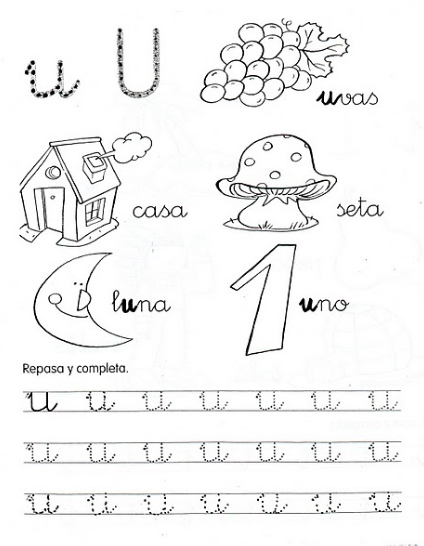 u U
uvas
casa
seta
luna
uno
Repasa y completa.
u u u u u u u
u u u u u u u
u u u u u u u